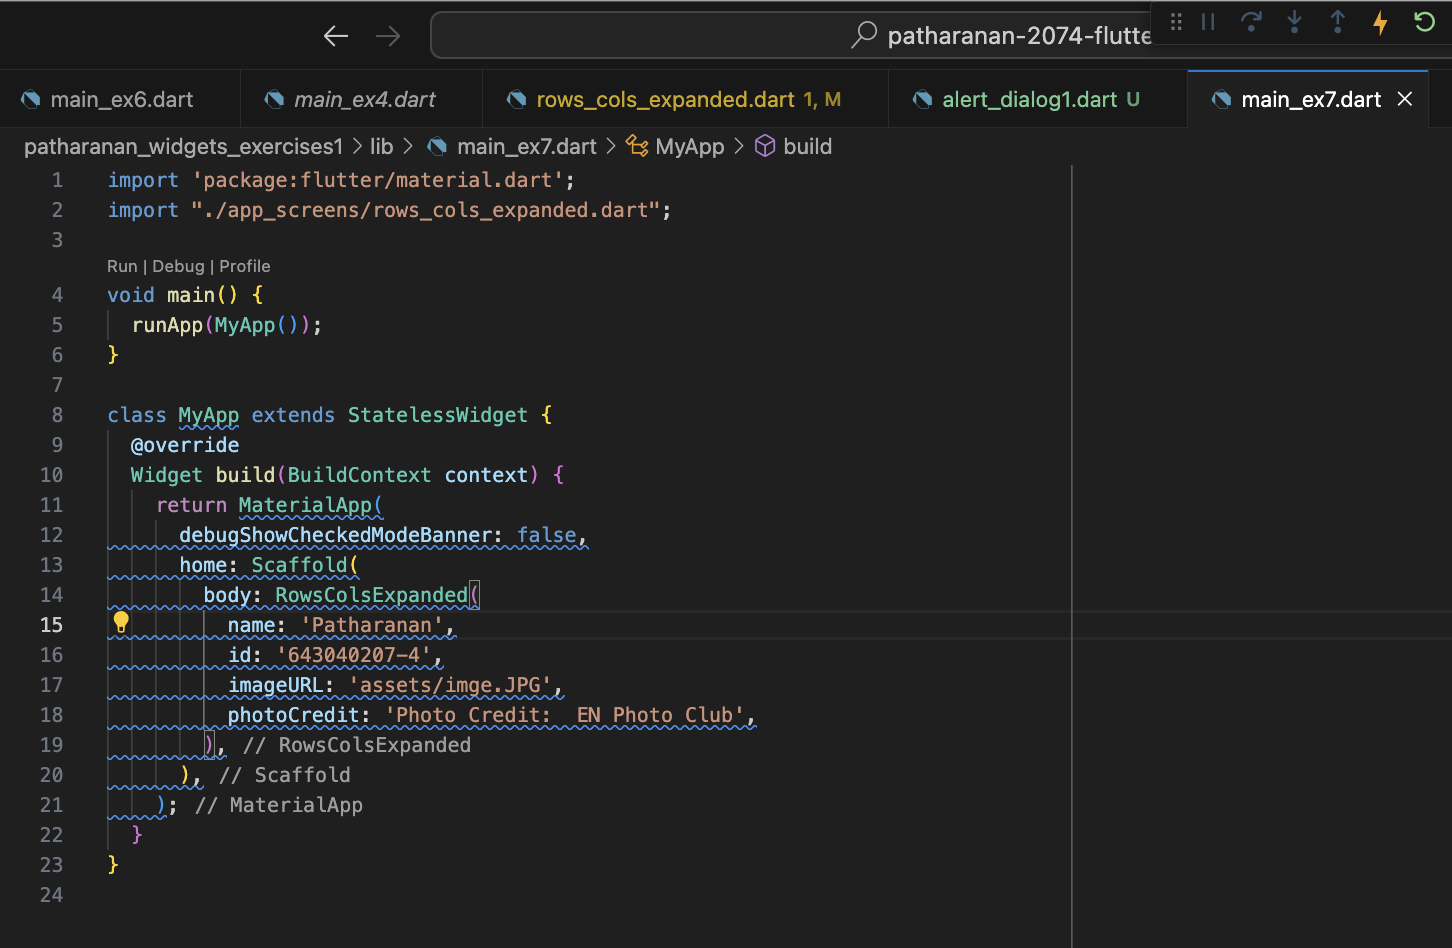 patharanan-2074-flutte
main_ex6.dart main_ex4.dart rows_cols_expanded.dart 1, M alert_dialog1.dart U main_ex7.dart
patharanan_widgets_exercises1 > lib > main_ex7.dart > MyApp > build
1 import 'package:flutter/material.dart';
2 import "./app_screens/rows_cols_expanded.dart";
3
Run | Debug | Profile
4 void main() {
5 runApp(MyApp());
6 }
7
8 class MyApp extends StatelessWidget {
9 @override
10 Widget build(BuildContext context) {
11 return MaterialApp(
12 debugShowCheckedModeBanner: false,
13 home: Scaffold(
14 body: RowsColsExpanded(
15 name: 'Patharanan',
16 id: '643040207-4',
17 imageURL: 'assets/imge.JPG',
18 photoCredit: 'Photo Credit:  EN Photo Club',
19 ), // RowsColsExpanded
20 ), // Scaffold
21 ); // MaterialApp
22 }
23 }
24